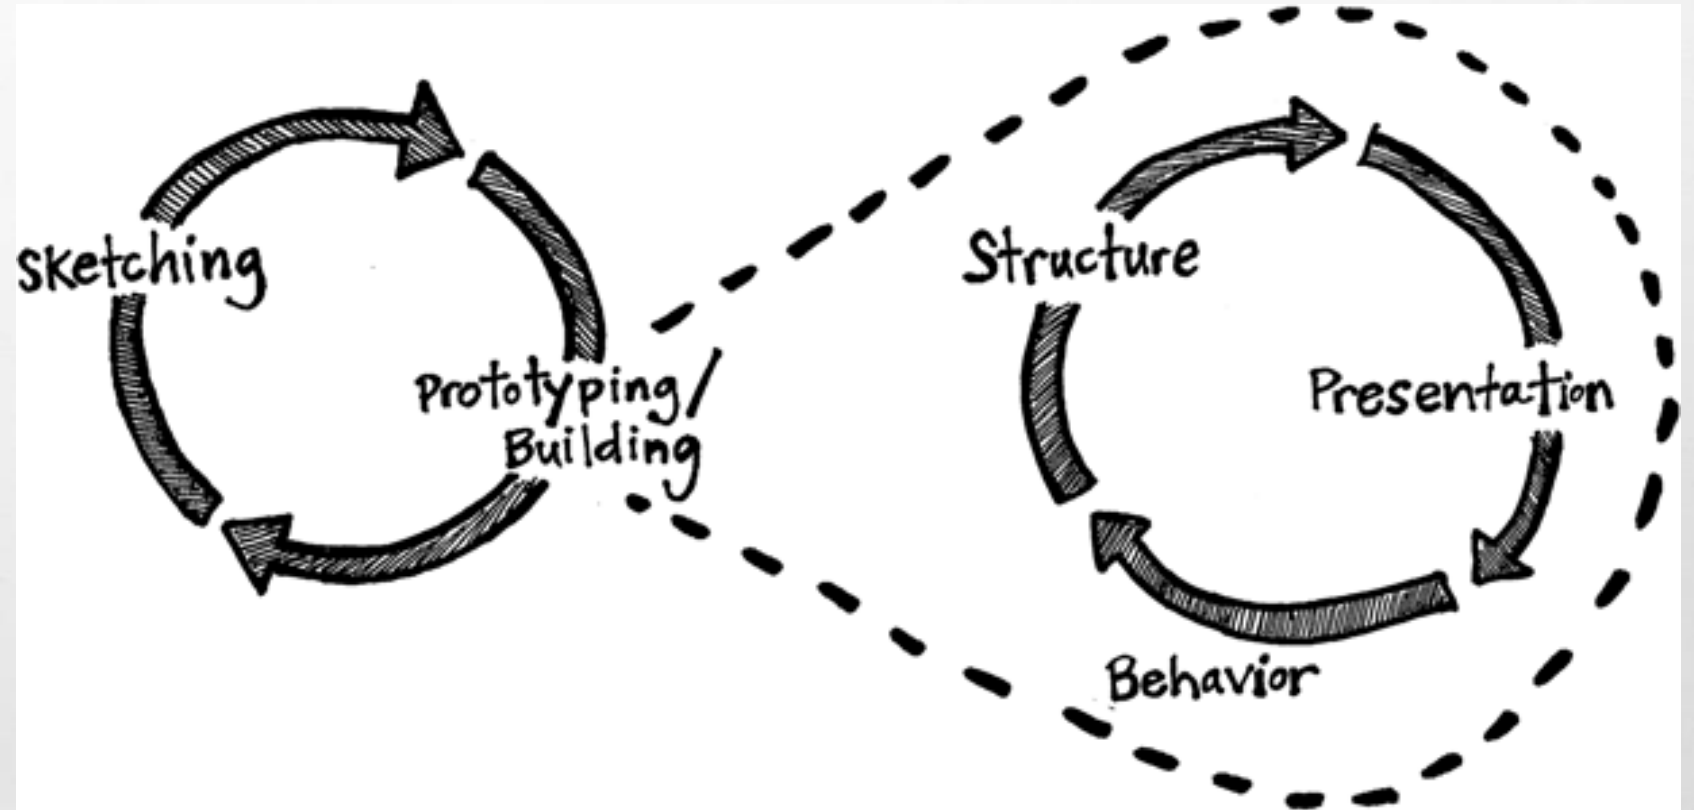 Sketching
Prototyping/
Building
Structure
Presentation
Behavior